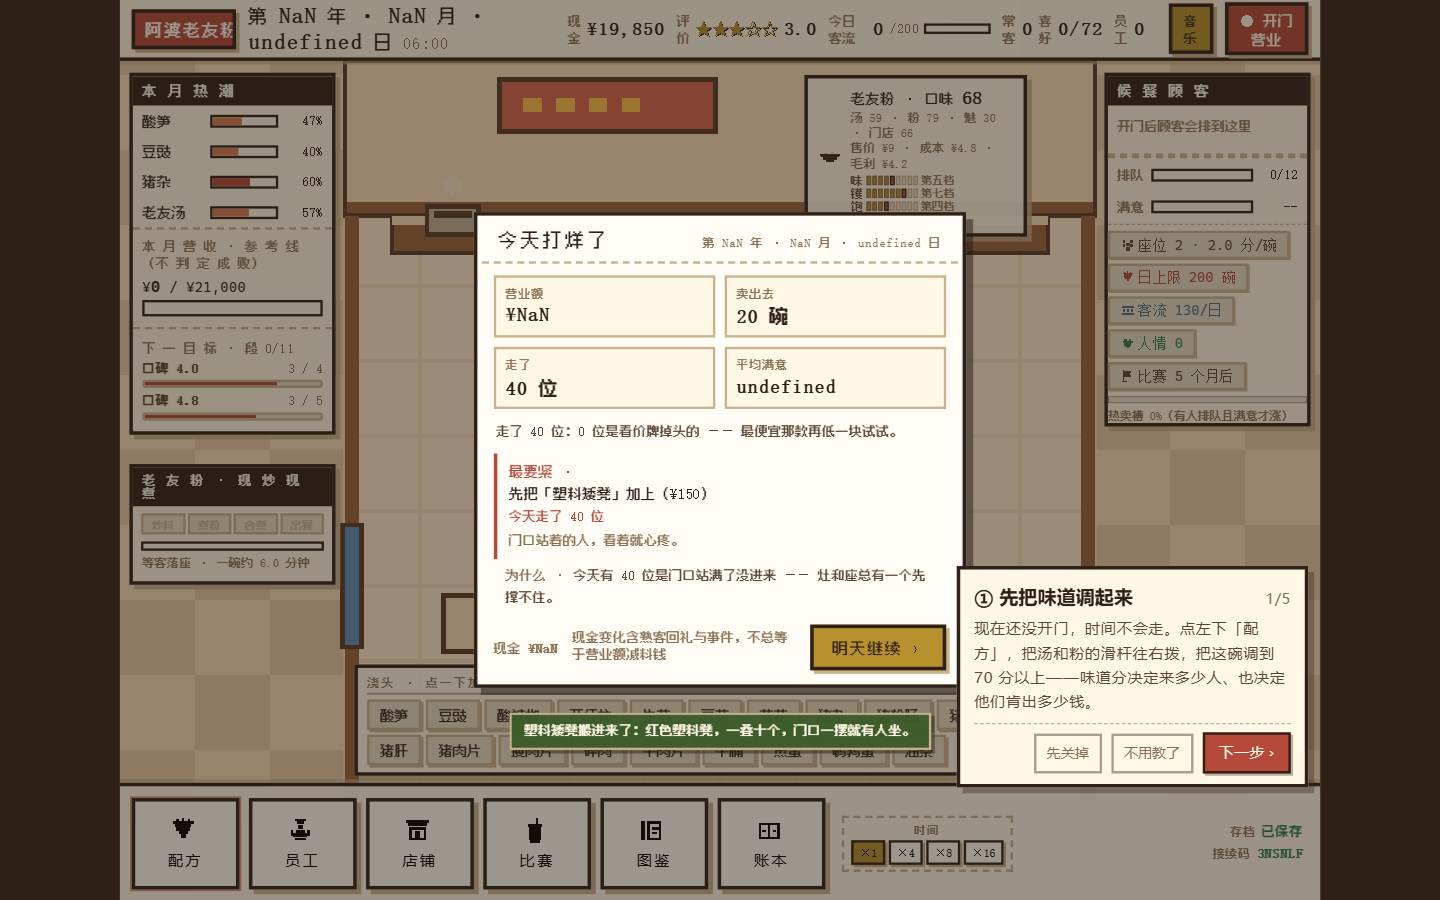 阿婆老友粉
第 NaN 年 · NaN 月 ·
undefined 日 06:00
现金 ¥19,850
评价 3.0
今日客流 0 /200
常客 0
喜好 0/72
员工 0
音乐
开门营业
本月热潮
酸笋 47%
豆豉 40%
猪杂 60%
老友汤 57%
本月营收 · 参考线
（不判定成败）
¥0 / ¥21,000
下一目标 · 段 0/11
口碑 4.0 3 / 4
口碑 4.8 3 / 5
老友粉 · 现炒现煮
炒料 煮粉 合煮 出锅
等客落座 · 一碗约 6.0 分钟
老友粉 · 口味 68
汤 59 · 粉 79 · 魅 30
· 门店 66
售价 ¥9 · 成本 ¥4.8 ·
毛利 ¥4.2
味 第五档
镬 第七档
饱 第四档
候餐顾客
开门后顾客会排到这里
排队 0/12
满意 --
座位 2 · 2.0 分/碗
日上限 200 碗
客流 130/日
人情 0
比赛 5 个月后
热卖槽 0%（有人排队且满意才涨）
今天打烊了
第 NaN 年 · NaN 月 · undefined 日
营业额
¥NaN
卖出去
20 碗
走了
40 位
平均满意
undefined
走了 40 位：0 位是看价牌掉头的 —— 最便宜那款再低一块试试。
最要紧 ·
先把「塑料矮凳」加上（¥150）
今天走了 40 位
门口站着的人，看着就心疼。
为什么 · 今天有 40 位是门口站满了没进来 —— 灶和座总有一个先
撑不住。
现金 ¥NaN
现金变化含熟客回礼与事件，不总等
于营业额减料钱
明天继续 ›
① 先把味道调起来 1/5
现在还没开门，时间不会走。点左下「配
方」，把汤和粉的滑杆往右拨，把这碗调到
70 分以上——味道分决定来多少人、也决定
他们肯出多少钱。
先关掉 不用教了 下一步 ›
浇头 · 点一下加
酸笋 豆豉
猪肝 猪肉片
塑料矮凳搬进来了：红色塑料凳，一叠十个，门口一摆就有人坐。
配方 员工 店铺 比赛 图鉴 账本
时间
×1 ×4 ×8 ×16
存档 已保存
接续码 3NSNLF